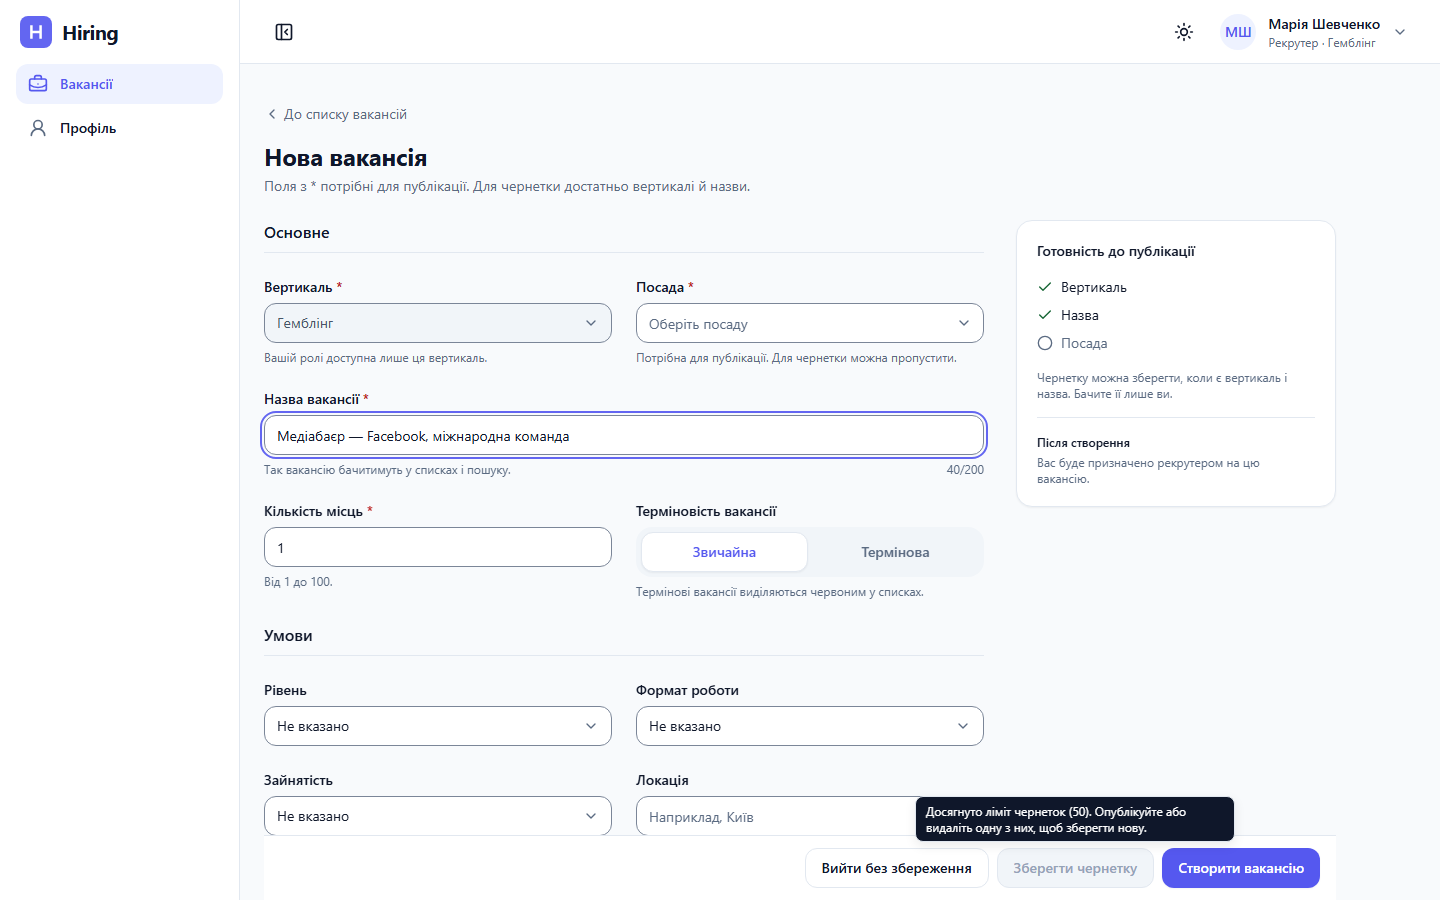 H Hiring
Вакансії
Профіль
МШ
Марія Шевченко
Рекрутер · Гемблінг
До списку вакансій
Нова вакансія
Поля з * потрібні для публікації. Для чернетки достатньо вертикалі й назви.
Основне
Вертикаль *
Гемблінг
Вашій ролі доступна лише ця вертикаль.
Посада *
Оберіть посаду
Потрібна для публікації. Для чернетки можна пропустити.
Назва вакансії *
Медіабаєр — Facebook, міжнародна команда
Так вакансію бачитимуть у списках і пошуку.
40/200
Кількість місць *
1
Від 1 до 100.
Терміновість вакансії
Звичайна
Термінова
Термінові вакансії виділяються червоним у списках.
Умови
Рівень
Не вказано
Формат роботи
Не вказано
Зайнятість
Не вказано
Локація
Наприклад, Київ
Готовність до публікації
Вертикаль
Назва
Посада
Чернетку можна зберегти, коли є вертикаль і
назва. Бачите її лише ви.
Після створення
Вас буде призначено рекрутером на цю
вакансію.
Досягнуто ліміт чернеток (50). Опублікуйте або
видаліть одну з них, щоб зберегти нову.
Вийти без збереження
Зберегти чернетку
Створити вакансію